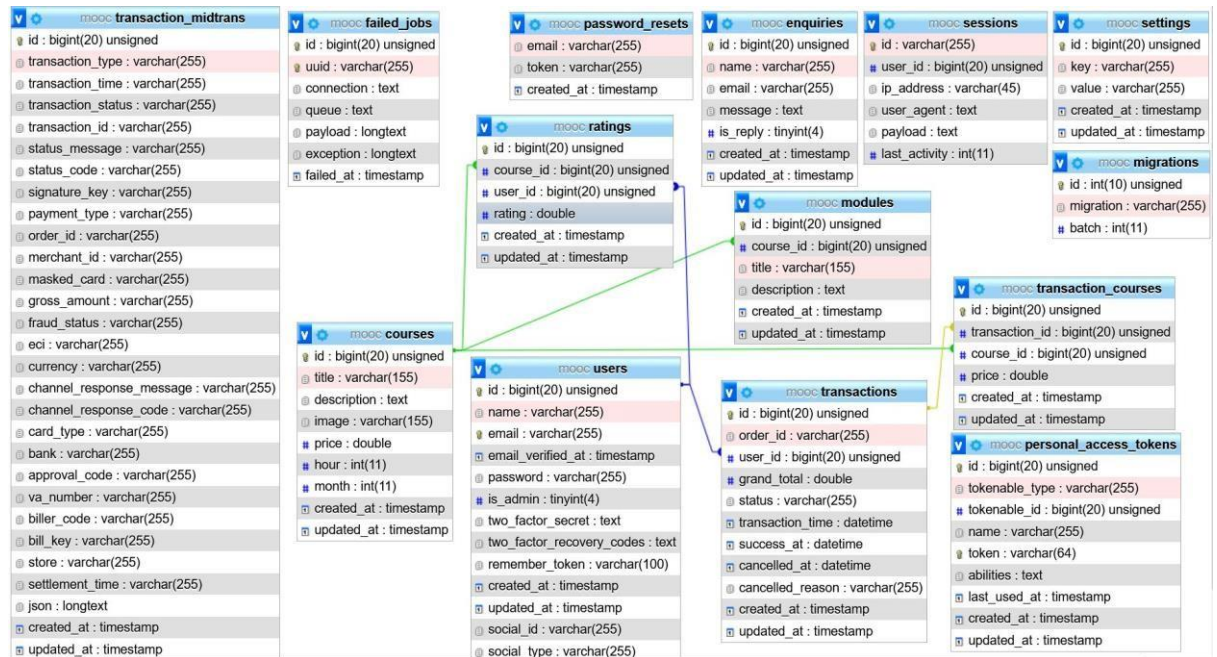 mooc transaction_midtrans
id : bigint(20) unsigned
transaction_type : varchar(255)
transaction_time : varchar(255)
transaction_status : varchar(255)
transaction_id : varchar(255)
status_message : varchar(255)
status_code : varchar(255)
signature_key : varchar(255)
payment_type : varchar(255)
order_id : varchar(255)
merchant_id : varchar(255)
masked_card : varchar(255)
gross_amount : varchar(255)
fraud_status : varchar(255)
eci : varchar(255)
currency : varchar(255)
channel_response_message : varchar(255)
channel_response_code : varchar(255)
card_type : varchar(255)
bank : varchar(255)
approval_code : varchar(255)
va_number : varchar(255)
biller_code : varchar(255)
bill_key : varchar(255)
store : varchar(255)
settlement_time : varchar(255)
json : longtext
created_at : timestamp
updated_at : timestamp
mooc failed_jobs
id : bigint(20) unsigned
uuid : varchar(255)
connection : text
queue : text
payload : longtext
exception : longtext
failed_at : timestamp
mooc password_resets
email : varchar(255)
token : varchar(255)
created_at : timestamp
mooc enquiries
id : bigint(20) unsigned
name : varchar(255)
email : varchar(255)
message : text
is_reply : tinyint(4)
created_at : timestamp
updated_at : timestamp
mooc sessions
id : varchar(255)
user_id : bigint(20) unsigned
ip_address : varchar(45)
user_agent : text
payload : text
last_activity : int(11)
mooc settings
id : bigint(20) unsigned
key : varchar(255)
value : varchar(255)
created_at : timestamp
updated_at : timestamp
mooc ratings
id : bigint(20) unsigned
course_id : bigint(20) unsigned
user_id : bigint(20) unsigned
rating : double
created_at : timestamp
updated_at : timestamp
mooc migrations
id : int(10) unsigned
migration : varchar(255)
batch : int(11)
mooc modules
id : bigint(20) unsigned
course_id : bigint(20) unsigned
title : varchar(155)
description : text
created_at : timestamp
updated_at : timestamp
mooc transaction_courses
id : bigint(20) unsigned
transaction_id : bigint(20) unsigned
course_id : bigint(20) unsigned
price : double
created_at : timestamp
updated_at : timestamp
mooc courses
id : bigint(20) unsigned
title : varchar(155)
description : text
image : varchar(155)
price : double
hour : int(11)
month : int(11)
created_at : timestamp
updated_at : timestamp
mooc users
id : bigint(20) unsigned
name : varchar(255)
email : varchar(255)
email_verified_at : timestamp
password : varchar(255)
is_admin : tinyint(4)
two_factor_secret : text
two_factor_recovery_codes : text
remember_token : varchar(100)
created_at : timestamp
updated_at : timestamp
social_id : varchar(255)
social_type : varchar(255)
mooc transactions
id : bigint(20) unsigned
order_id : varchar(255)
user_id : bigint(20) unsigned
grand_total : double
status : varchar(255)
transaction_time : datetime
success_at : datetime
cancelled_at : datetime
cancelled_reason : varchar(255)
created_at : timestamp
updated_at : timestamp
mooc personal_access_tokens
id : bigint(20) unsigned
tokenable_type : varchar(255)
tokenable_id : bigint(20) unsigned
name : varchar(255)
token : varchar(64)
abilities : text
last_used_at : timestamp
created_at : timestamp
updated_at : timestamp